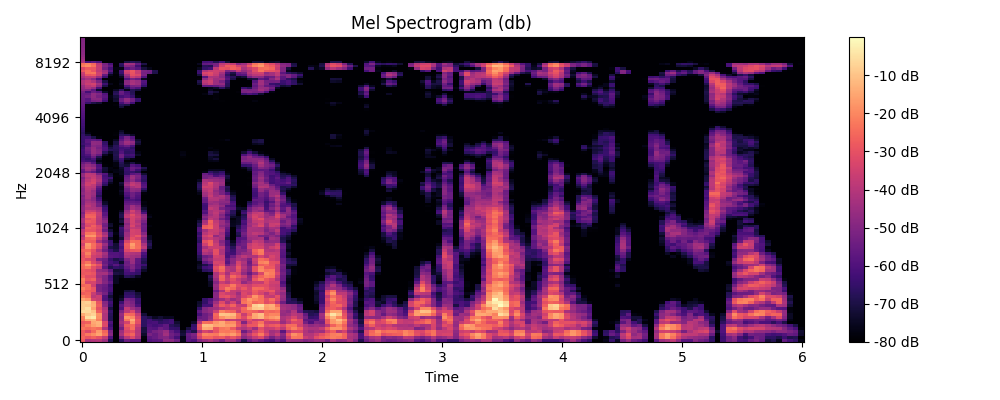 Mel Spectrogram (db)
8192
4096
2048
1024
512
0
Hz
0 1 2 3 4 5 6
Time
-10 dB
-20 dB
-30 dB
-40 dB
-50 dB
-60 dB
-70 dB
-80 dB